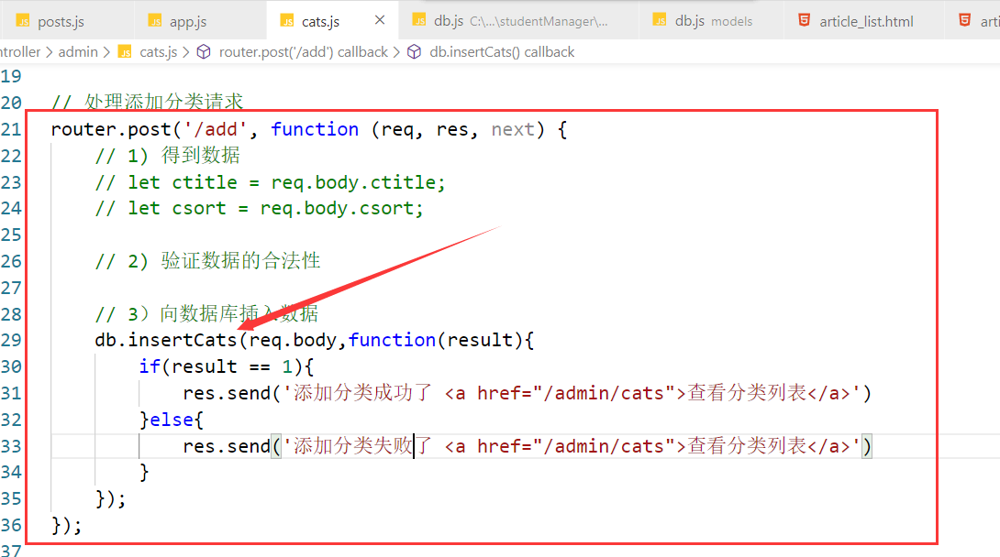 posts.js app.js cats.js db.js C:\...\studentManager\... db.js models article_list.html arti
ntroller > admin > cats.js > router.post('/add') callback > db.insertCats() callback
19
20 // 处理添加分类请求
21 router.post('/add', function (req, res, next) {
22 // 1) 得到数据
23 // let ctitle = req.body.ctitle;
24 // let csort = req.body.csort;
25
26 // 2) 验证数据的合法性
27
28 // 3）向数据库插入数据
29 db.insertCats(req.body,function(result){
30 if(result == 1){
31 res.send('添加分类成功了 <a href="/admin/cats">查看分类列表</a>')
32 }else{
33 res.send('添加分类失败了 <a href="/admin/cats">查看分类列表</a>')
34 }
35 });
36 });
37